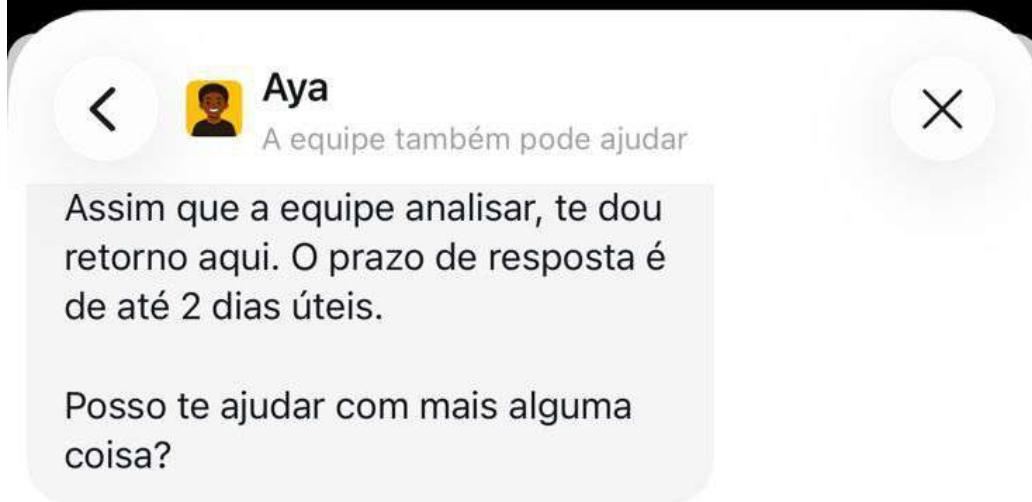 Aya
A equipe também pode ajudar
Assim que a equipe analisar, te dou
retorno aqui. O prazo de resposta é
de até 2 dias úteis.
Posso te ajudar com mais alguma
coisa?